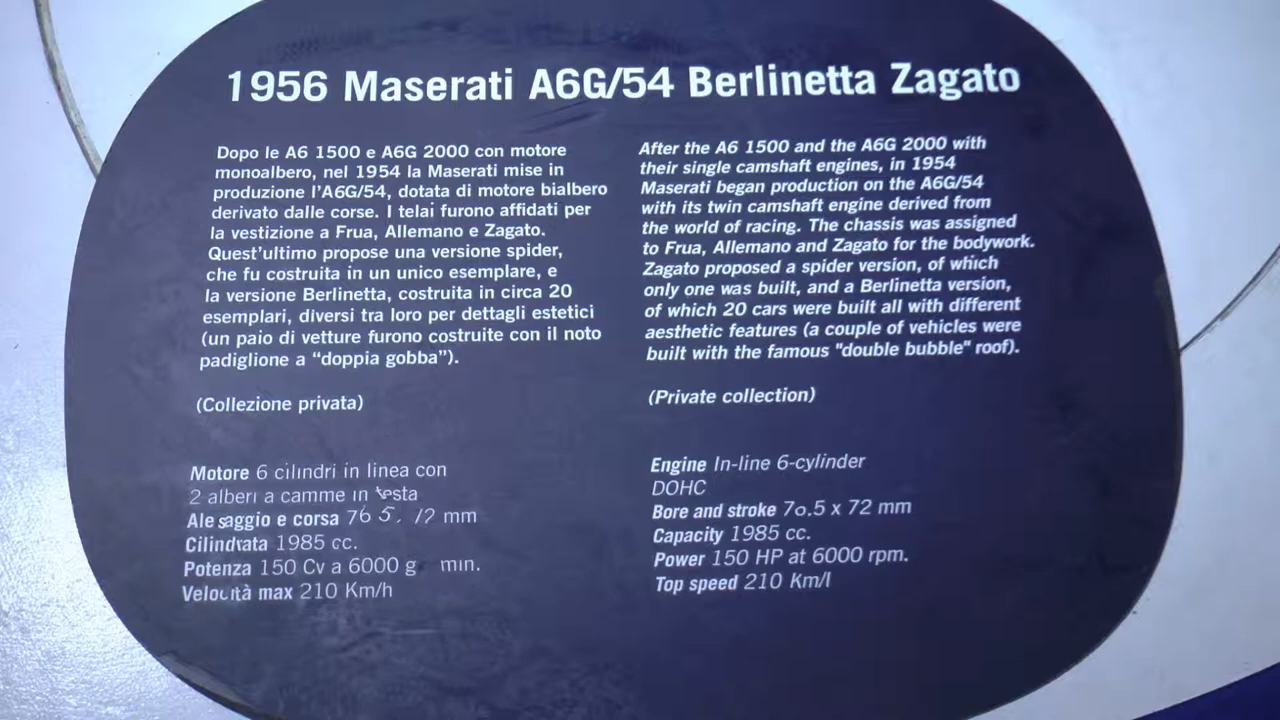 1956 Maserati A6G/54 Berlinetta Zagato
Dopo le A6 1500 e A6G 2000 con motore
monoalbero, nel 1954 la Maserati mise in
produzione l'A6G/54, dotata di motore bialbero
derivato dalle corse. I telai furono affidati per
la vestizione a Frua, Allemano e Zagato.
Quest'ultimo propose una versione spider,
che fu costruita in un unico esemplare, e
la versione Berlinetta, costruita in circa 20
esemplari, diversi tra loro per dettagli estetici
(un paio di vetture furono costruite con il noto
padiglione a “doppia gobba”).
(Collezione privata)
Motore 6 cilindri in linea con
2 alberi a camme in testa
Alesaggio e corsa mm
Cilindrata 1985 cc.
Potenza 150 Cv a 6000 g min.
Velocità max 210 Km/h
After the A6 1500 and the A6G 2000 with
their single camshaft engines, in 1954
Maserati began production on the A6G/54
with its twin camshaft engine derived from
the world of racing. The chassis was assigned
to Frua, Allemano and Zagato for the bodywork.
Zagato proposed a spider version, of which
only one was built, and a Berlinetta version,
of which 20 cars were built all with different
aesthetic features (a couple of vehicles were
built with the famous "double bubble" roof).
(Private collection)
Engine In-line 6-cylinder
DOHC
Bore and stroke 76.5 x 72 mm
Capacity 1985 cc.
Power 150 HP at 6000 rpm.
Top speed 210 Km/l